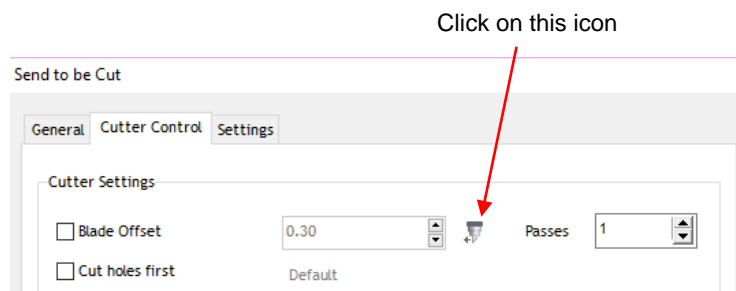 Click on this icon
Send to be Cut
General Cutter Control Settings
Cutter Settings
Blade Offset 0.30 Passes 1
Cut holes first Default